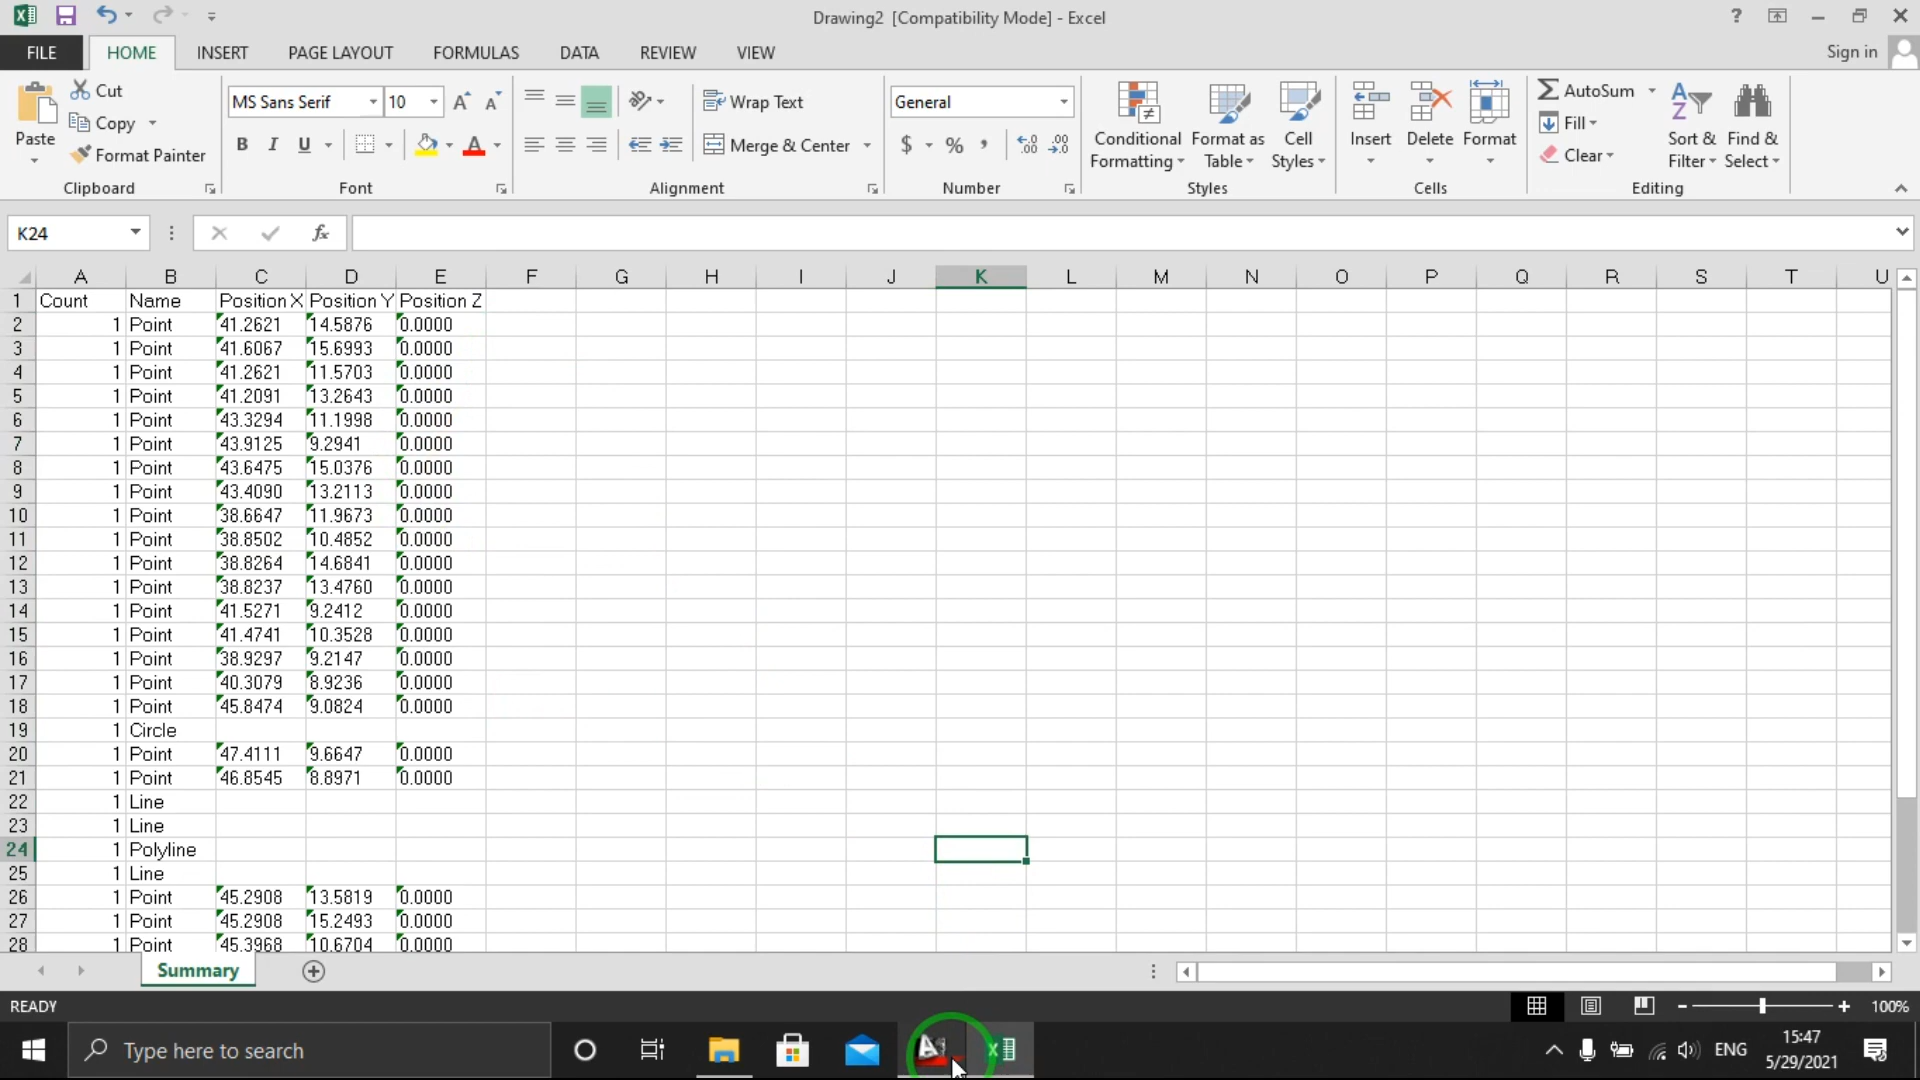 Drawing2 [Compatibility Mode] - Excel
FILE HOME INSERT PAGE LAYOUT FORMULAS DATA REVIEW VIEW Sign in
Paste
Cut
Copy
Format Painter
Clipboard
MS Sans Serif 10
B I U
Font
Wrap Text
Merge & Center
Alignment
General
$ % ,
Number
Conditional Formatting
Format as Table
Cell Styles
Styles
Insert Delete Format
Cells
AutoSum
Fill
Clear
Sort & Filter
Find & Select
Editing
K24 fx
A B C D E F G H I J K L M N O P Q R S T U
1 Count Name Position X Position Y Position Z
2 1 Point 41.2621 14.5876 0.0000
3 1 Point 41.6067 15.6993 0.0000
4 1 Point 41.2621 11.5703 0.0000
5 1 Point 41.2091 13.2643 0.0000
6 1 Point 43.3294 11.1998 0.0000
7 1 Point 43.9125 9.2941 0.0000
8 1 Point 43.6475 15.0376 0.0000
9 1 Point 43.4090 13.2113 0.0000
10 1 Point 38.6647 11.9673 0.0000
11 1 Point 38.8502 10.4852 0.0000
12 1 Point 38.8264 14.6841 0.0000
13 1 Point 38.8237 13.4760 0.0000
14 1 Point 41.5271 9.2412 0.0000
15 1 Point 41.4741 10.3528 0.0000
16 1 Point 38.9297 9.2147 0.0000
17 1 Point 40.3079 8.9236 0.0000
18 1 Point 45.8474 9.0824 0.0000
19 1 Circle
20 1 Point 47.4111 9.6647 0.0000
21 1 Point 46.8545 8.8971 0.0000
22 1 Line
23 1 Line
24 1 Polyline
25 1 Line
26 1 Point 45.2908 13.5819 0.0000
27 1 Point 45.2908 15.2493 0.0000
28 1 Point 45.3968 10.6704 0.0000
Summary
READY 100%
Type here to search
ENG
15:47
5/29/2021